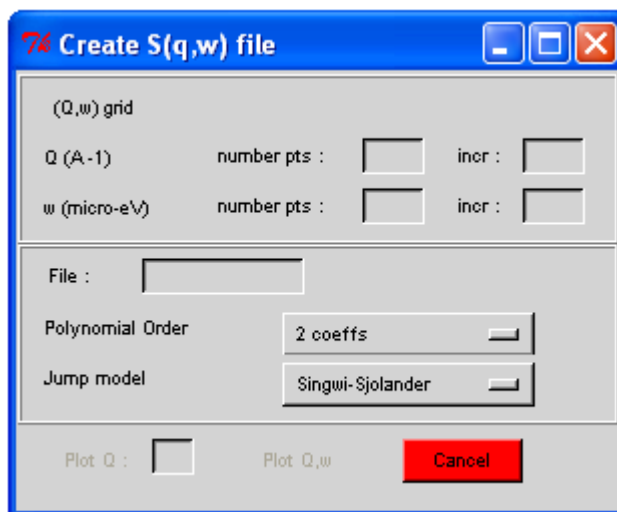 Tk Create S(q,w) file
(Q,w) grid
Q (A-1) number pts : incr :
w (micro-eV) number pts : incr :
File :
Polynomial Order 2 coeffs
Jump model Singwi-Sjolander
Plot Q : Plot Q,w Cancel